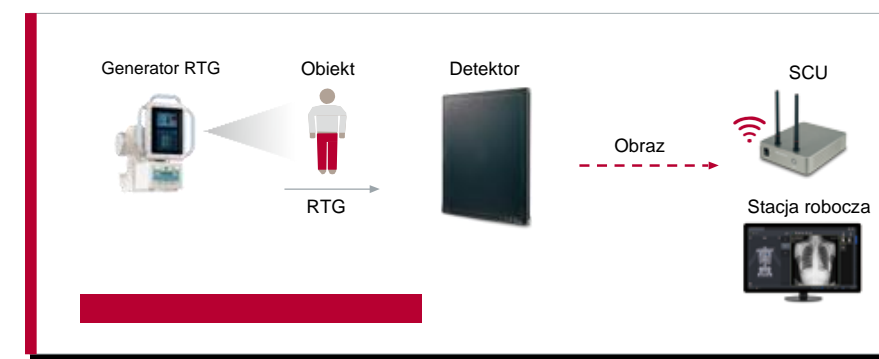 Generator RTG
Obiekt
Detektor
SCU
Obraz
RTG
Stacja robocza